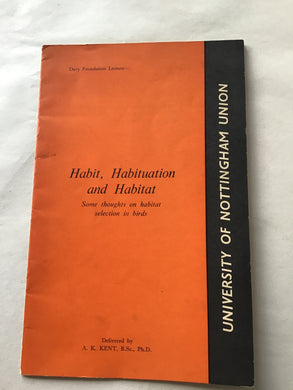 Davy Foundation Lecture
Habit, Habituation
and Habitat
Some thoughts on habitat
selection in birds
Delivered by
A. K. KENT, B.Sc., Ph.D.
UNIVERSITY OF NOTTINGHAM UNION